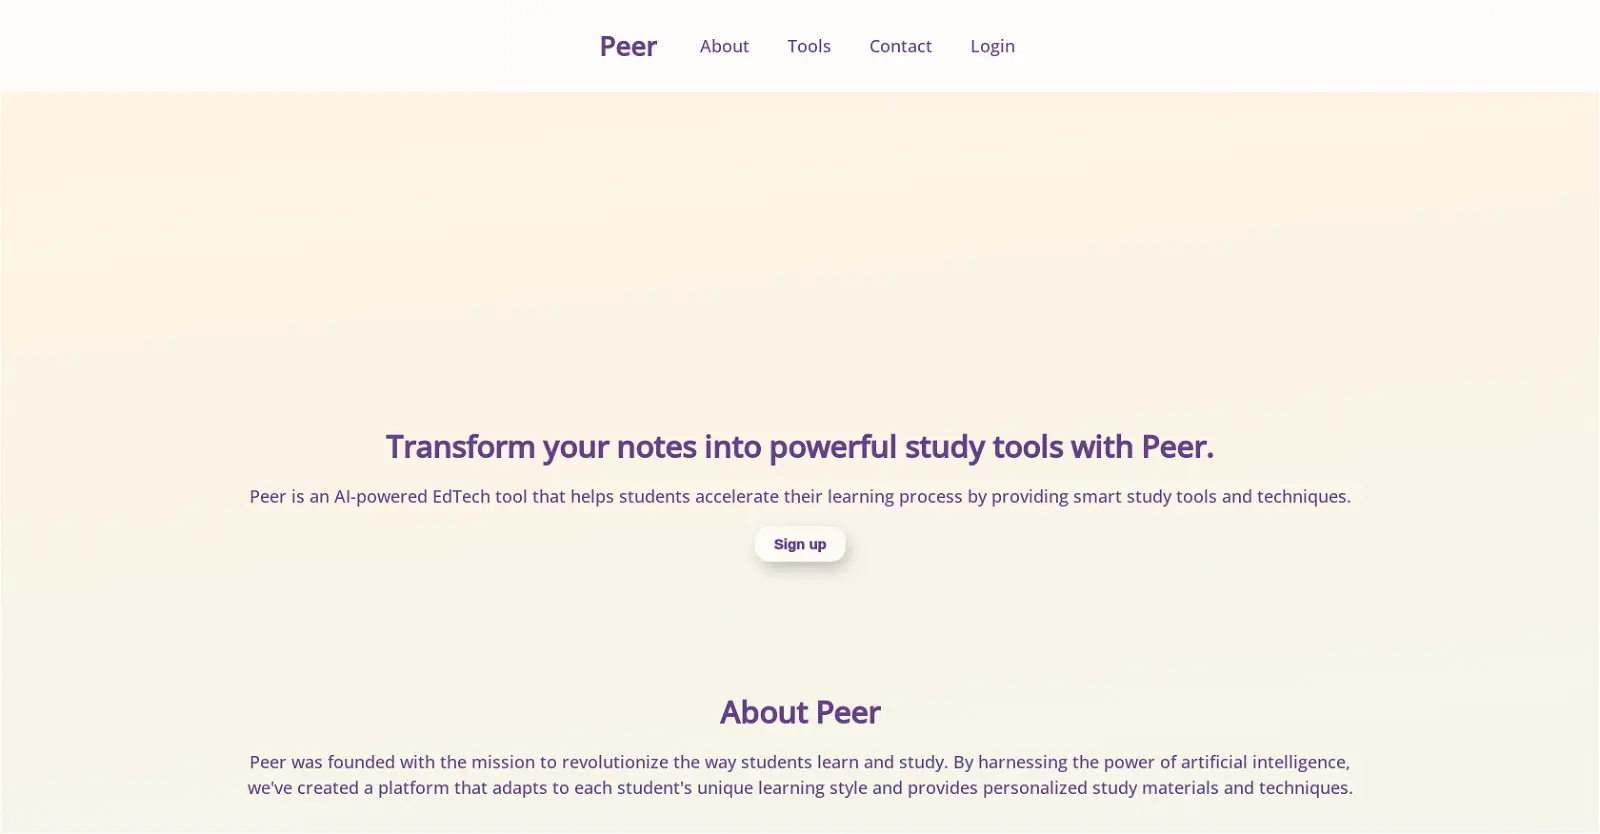 Peer About Tools Contact Login
Transform your notes into powerful study tools with Peer.
Peer is an AI-powered EdTech tool that helps students accelerate their learning process by providing smart study tools and techniques.
Sign up
About Peer
Peer was founded with the mission to revolutionize the way students learn and study. By harnessing the power of artificial intelligence,
we've created a platform that adapts to each student's unique learning style and provides personalized study materials and techniques.